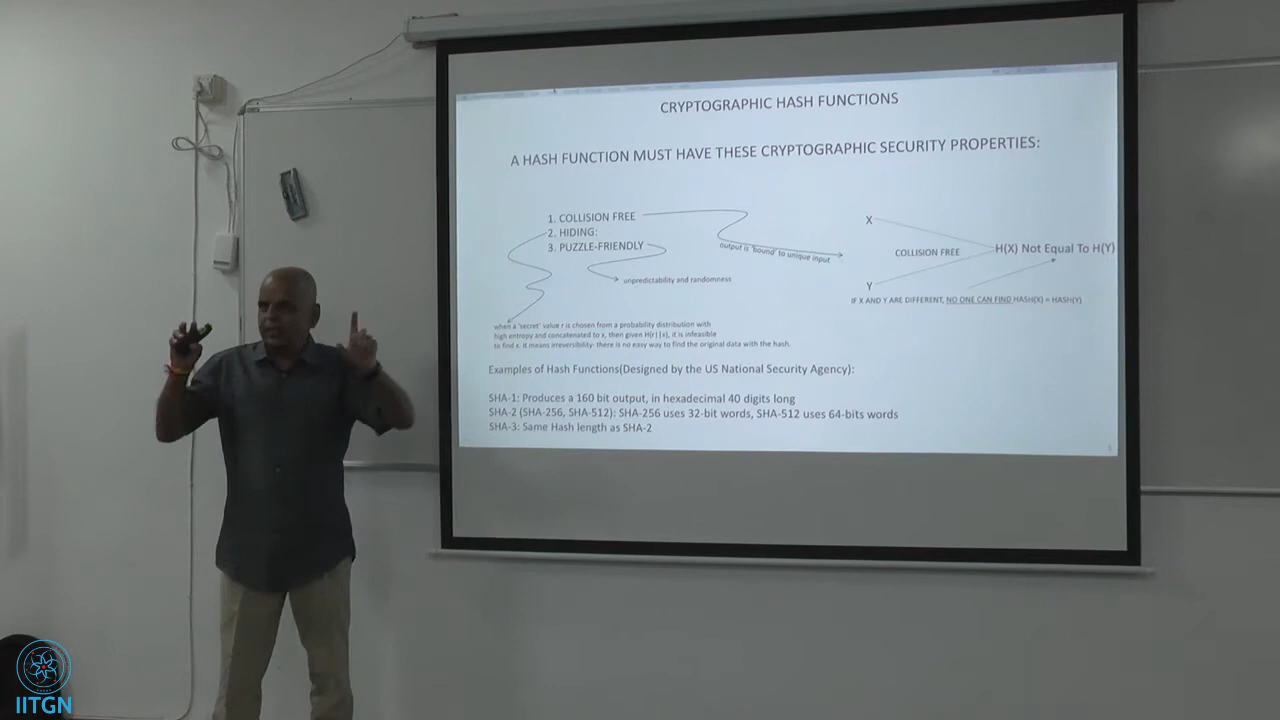 CRYPTOGRAPHIC HASH FUNCTIONS
A HASH FUNCTION MUST HAVE THESE CRYPTOGRAPHIC SECURITY PROPERTIES:
1. COLLISION FREE
2. HIDING:
3. PUZZLE-FRIENDLY
output is 'bound' to unique input
unpredictability and randomness
X
COLLISION FREE
H(X) Not Equal To H(Y)
Y
IF X AND Y ARE DIFFERENT, NO ONE CAN FIND HASH(X) = HASH(Y)
when a 'secret' value r is chosen from a probability distribution with
high entropy and concatenated to x, then given H(r||x), it is infeasible
to find x. It means irreversibility: there is no easy way to find the original data with the hash.
Examples of Hash Functions(Designed by the US National Security Agency):
SHA-1: Produces a 160 bit output, in hexadecimal 40 digits long
SHA-2 (SHA-256, SHA-512): SHA-256 uses 32-bit words, SHA-512 uses 64-bits words
SHA-3: Same Hash length as SHA-2
IITGN